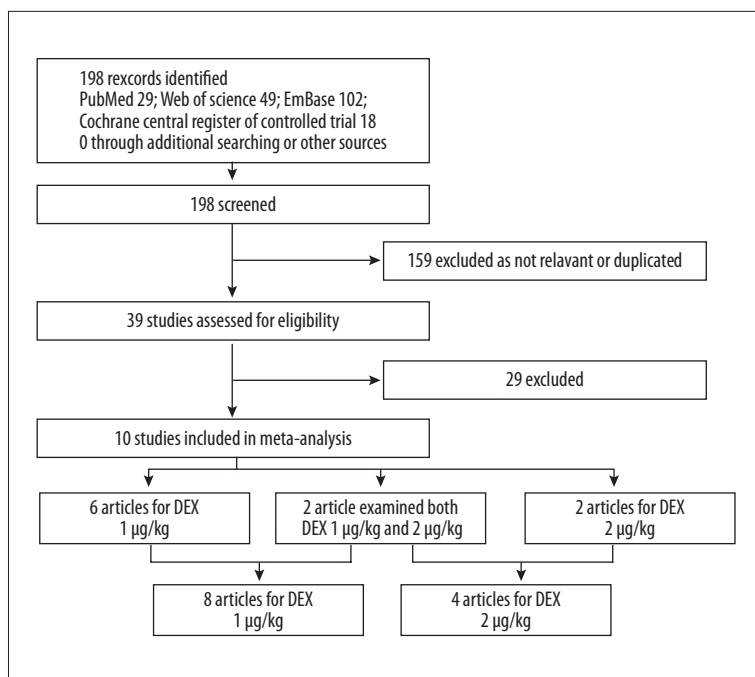 198 rexcords identified
PubMed 29; Web of science 49; EmBase 102;
Cochrane central register of controlled trial 18
0 through additional searching or other sources
198 screened
159 excluded as not relavant or duplicated
39 studies assessed for eligibility
29 excluded
10 studies included in meta-analysis
6 articles for DEX
1 µg/kg
2 article examined both
DEX 1 µg/kg and 2 µg/kg
2 articles for DEX
2 µg/kg
8 articles for DEX
1 µg/kg
4 articles for DEX
2 µg/kg